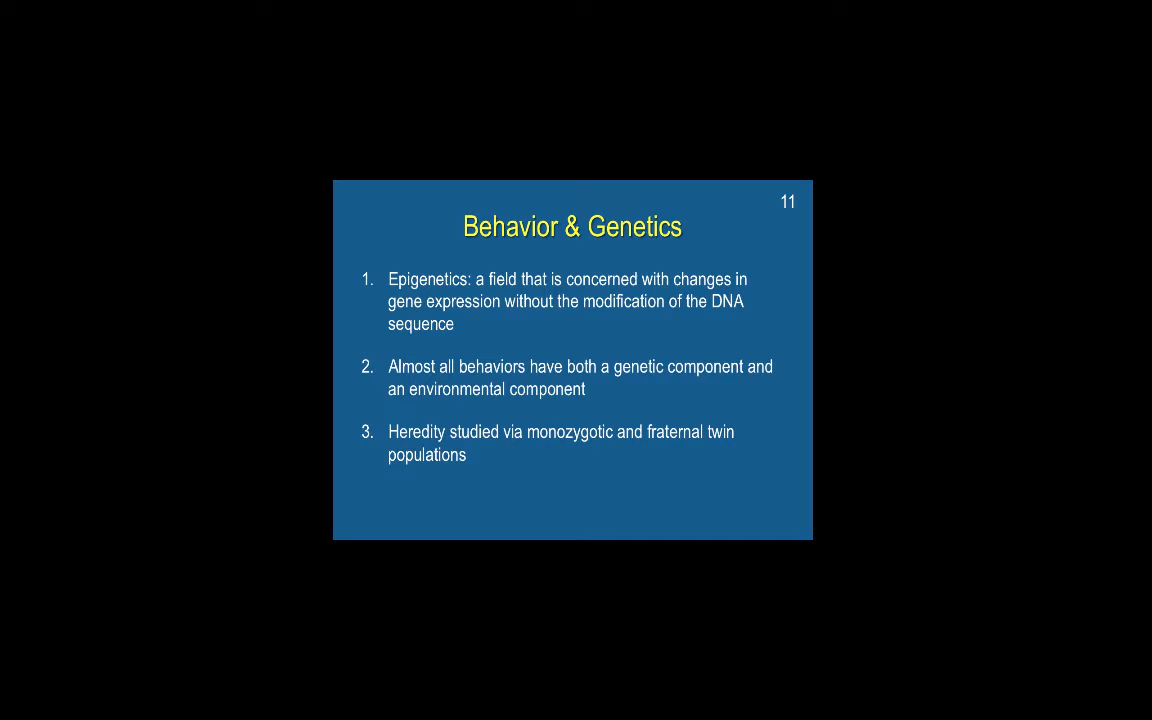 11
Behavior & Genetics
1. Epigenetics: a field that is concerned with changes in
gene expression without the modification of the DNA
sequence
2. Almost all behaviors have both a genetic component and
an environmental component
3. Heredity studied via monozygotic and fraternal twin
populations